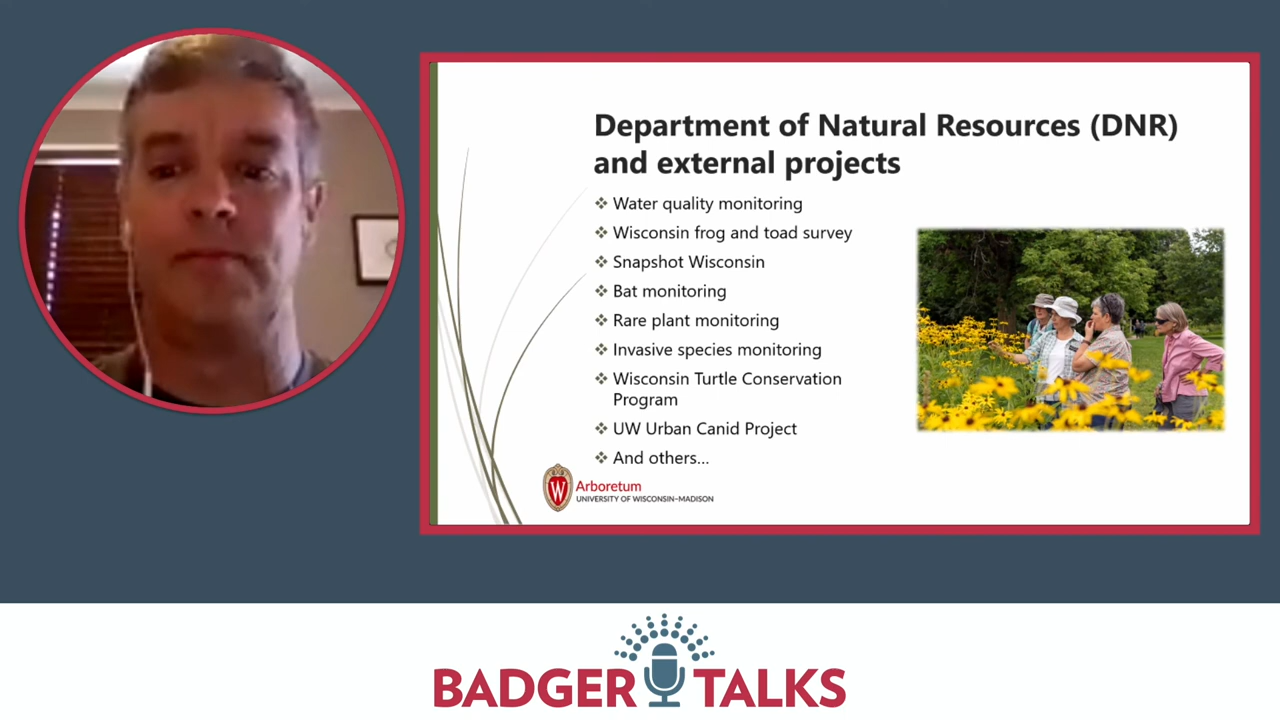 Department of Natural Resources (DNR)
and external projects
❖ Water quality monitoring
❖ Wisconsin frog and toad survey
❖ Snapshot Wisconsin
❖ Bat monitoring
❖ Rare plant monitoring
❖ Invasive species monitoring
❖ Wisconsin Turtle Conservation
Program
❖ UW Urban Canid Project
❖ And others...
W
Arboretum
UNIVERSITY OF WISCONSIN–MADISON
BADGER TALKS